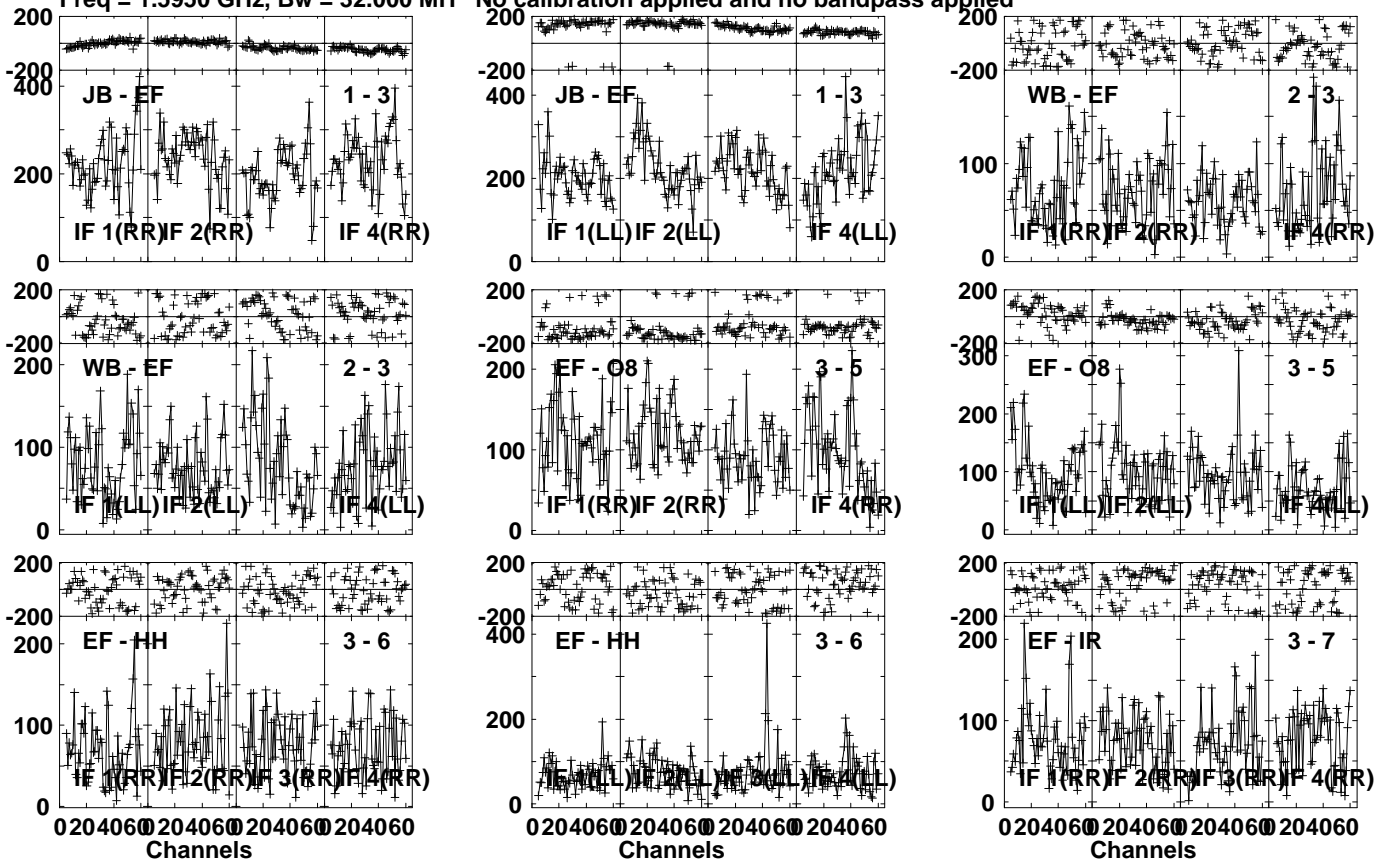 Freq = 1.5950 GHz, Bw = 32.000 MH No calibration applied and no bandpass applied
200
-200
JB - EF 1 - 3
400
200
0
IF 1(RR) IF 2(RR) IF 4(RR)
JB - EF 1 - 3
400
200
0
IF 1(LL) IF 2(LL) IF 4(LL)
200
-200
WB - EF 2 - 3
100
0
IF 1(RR) IF 2(RR) IF 4(RR)
200
-200
WB - EF 2 - 3
200
100
0
IF 1(LL) IF 2(LL) IF 4(LL)
200
-200
EF - O8 3 - 5
200
100
0
IF 1(RR) IF 2(RR) IF 4(RR)
200
-200
EF - O8 3 - 5
300
200
100
0
IF 1(LL) IF 2(LL) IF 4(LL)
200
-200
EF - HH 3 - 6
200
100
0
IF 1(RR) IF 2(RR) IF 3(RR) IF 4(RR)
0 20 40 60 0 20 40 60 0 20 40 60 0 20 40 60
Channels
200
-200
EF - HH 3 - 6
400
200
0
IF 1(LL) IF 2(LL) IF 3(LL) IF 4(LL)
0 20 40 60 0 20 40 60 0 20 40 60 0 20 40 60
Channels
200
-200
EF - IR 3 - 7
200
100
0
IF 1(RR) IF 2(RR) IF 3(RR) IF 4(RR)
0 20 40 60 0 20 40 60 0 20 40 60 0 20 40 60
Channels